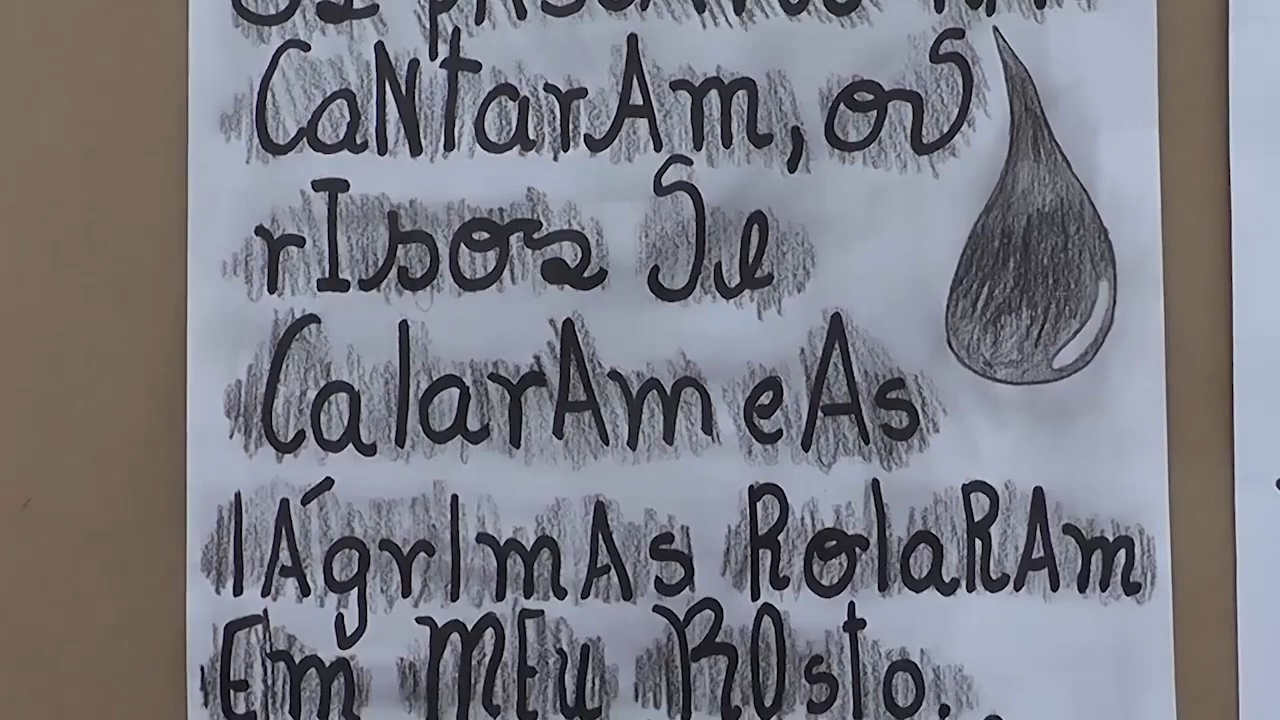 CaNtarAm, os
rIsos Se
CalarAm e As
lÁgrImAs RolaRAm
Em MEu ROsto.